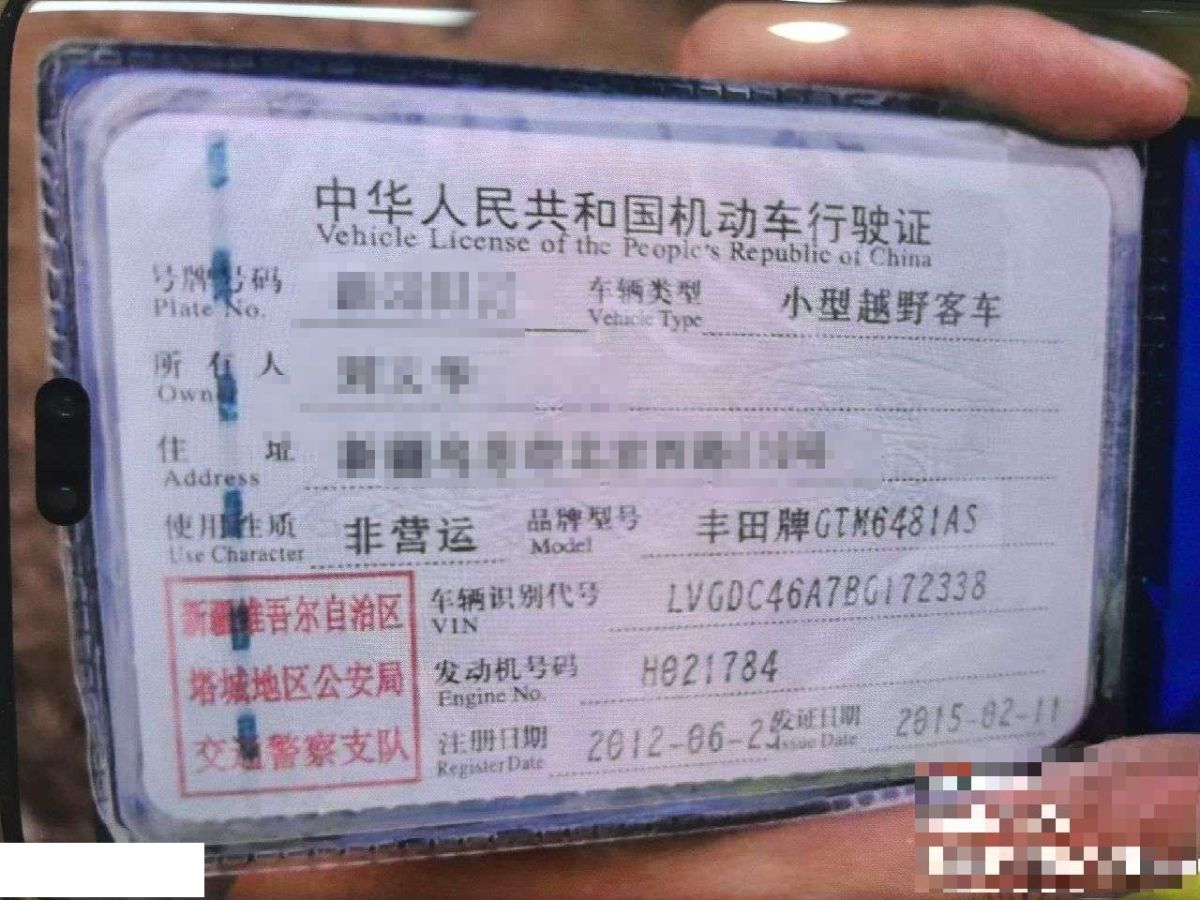 中华人民共和国机动车行驶证
Vehicle License of the People's Republic of China
号牌号码 车辆类型 小型越野客车
Plate No. Vehicle Type
所有人
Owner
住址
Address
使用性质 非营运 品牌型号 丰田牌GTM6481AS
Use Character Model
新疆维吾尔自治区 车辆识别代号 LVGDC46A7BG172338
VIN
塔城地区公安局 发动机号码 H021784
Engine No.
交通警察支队 注册日期 2012-06-25 发证日期 2015-02-11
Register Date Issue Date